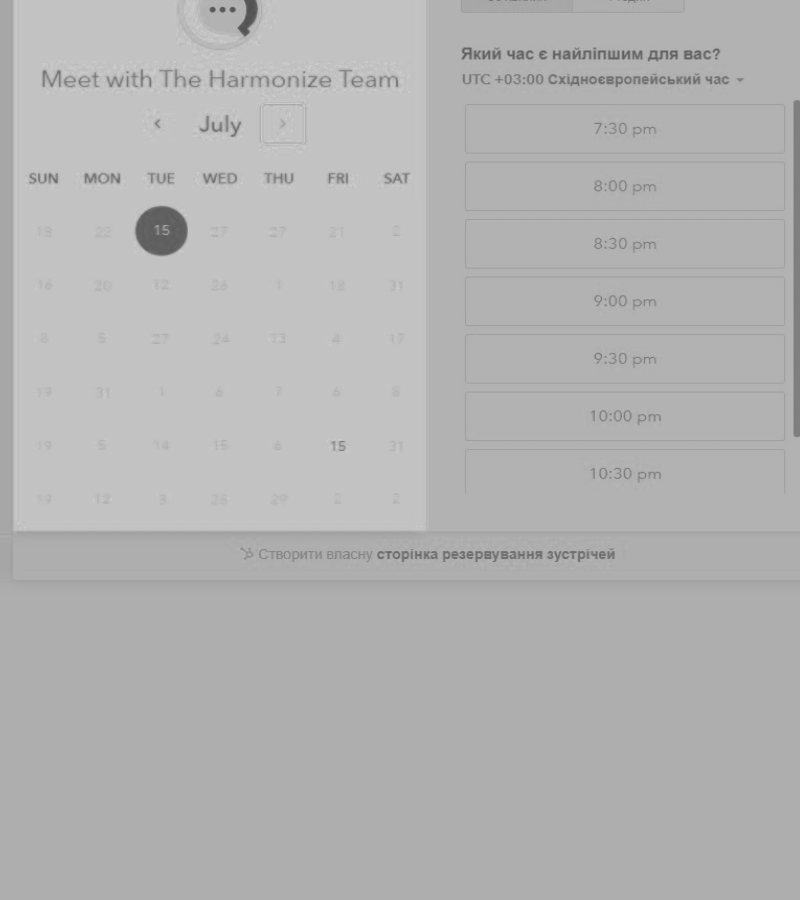 Meet with The Harmonize Team
July
SUN MON TUE WED THU FRI SAT
18 15 27 27 21 2
16 20 12 26 1 18 31
8 5 27 24 13 4 17
19 31 1 6 7 6 8
19 5 14 15 6 15 31
19 12 3 29 2 2
Який час є найліпшим для вас?
UTC +03:00 Східноєвропейський час
7:30 pm
8:00 pm
8:30 pm
9:00 pm
9:30 pm
10:00 pm
10:30 pm
Створити власну сторінка резервування зустрічей